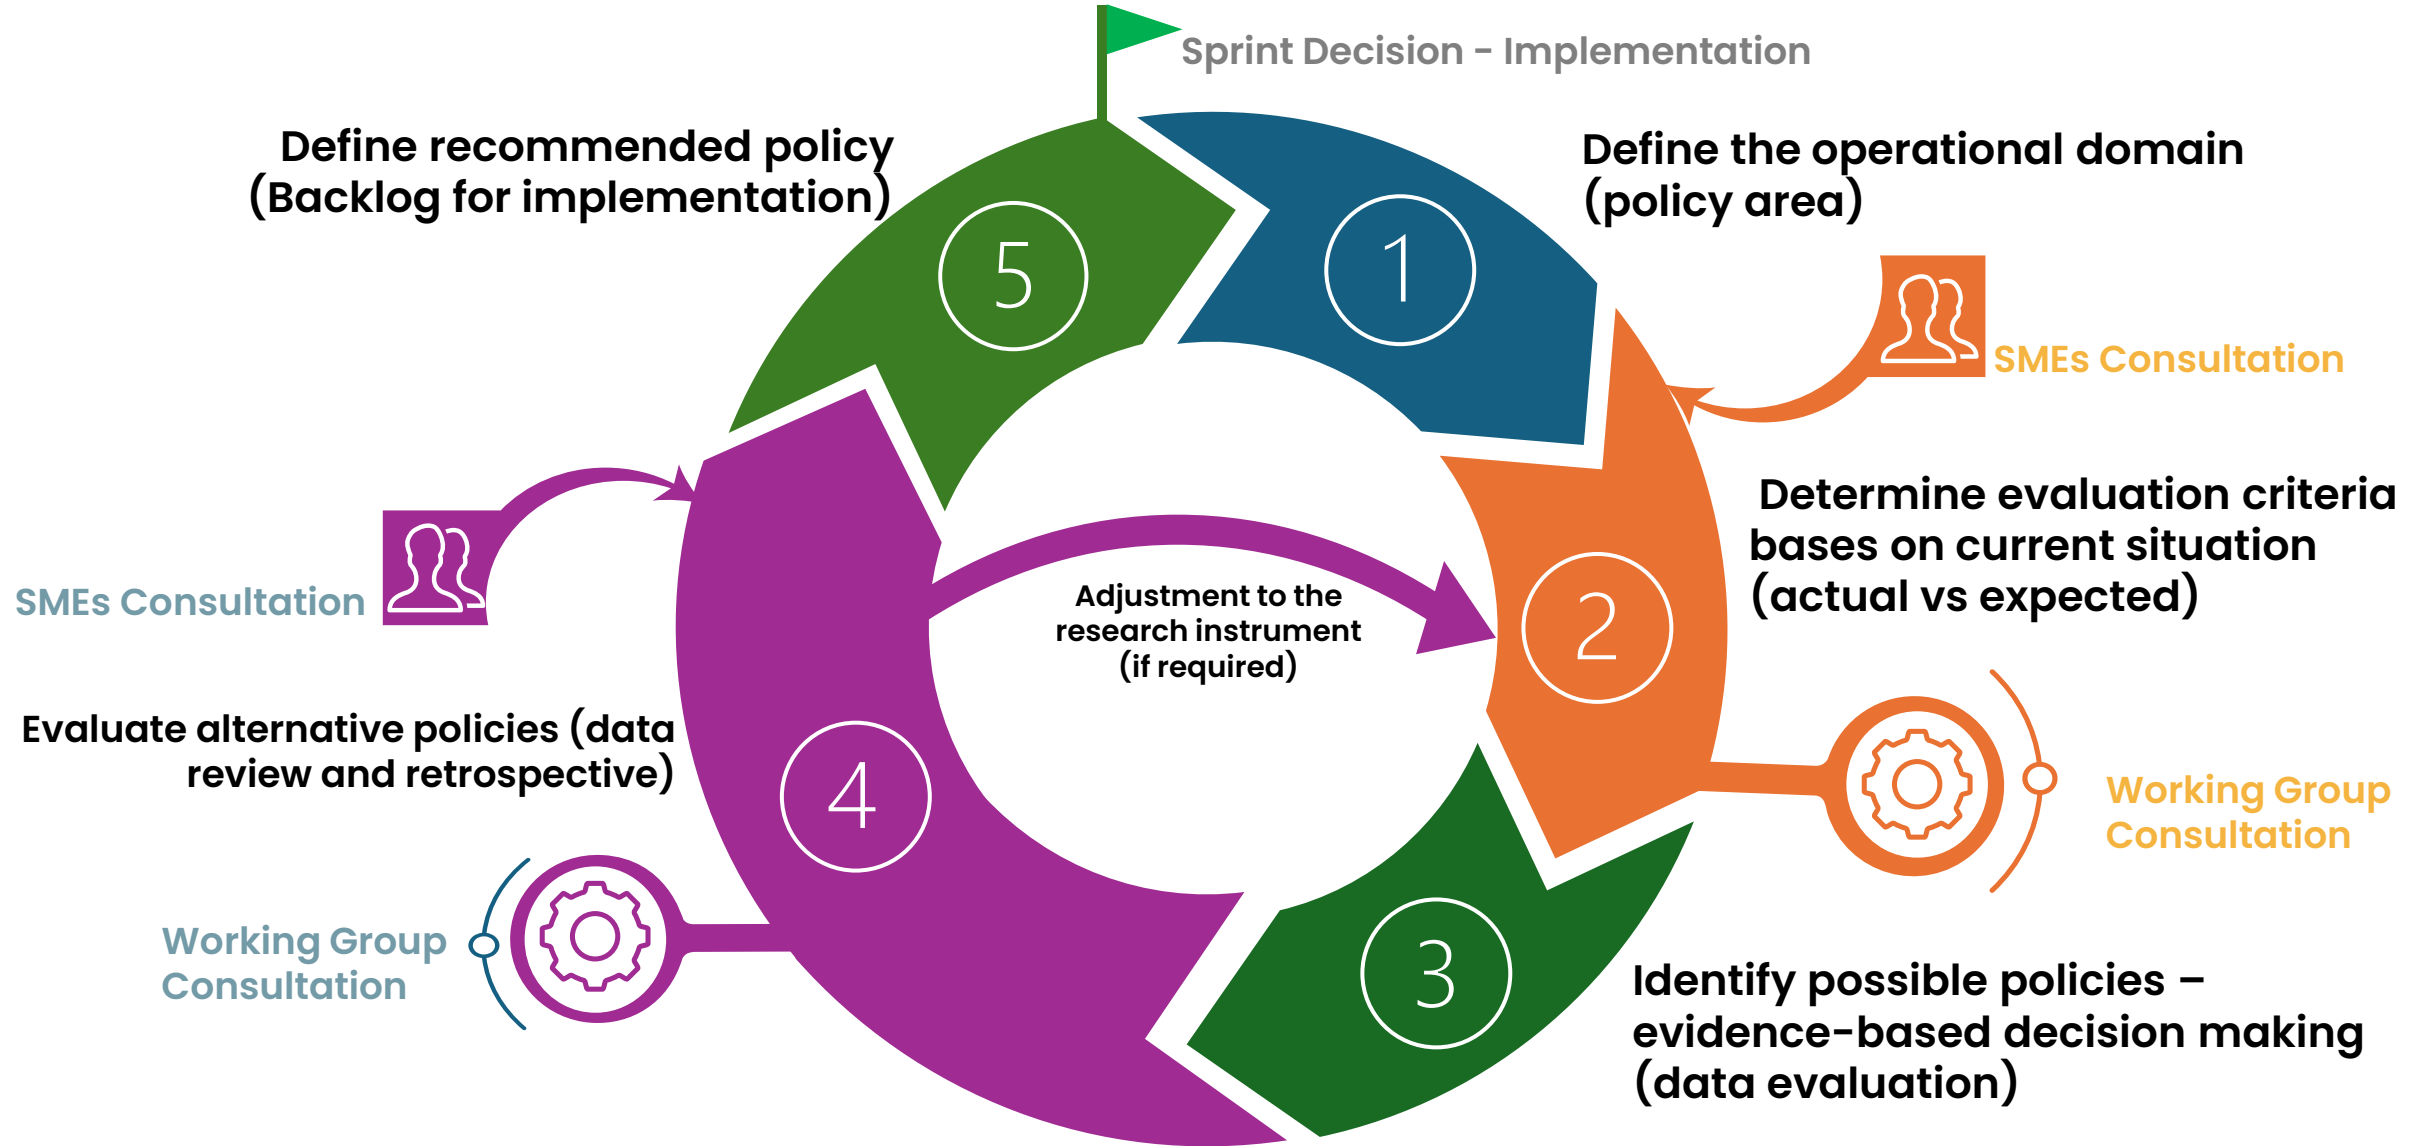 Sprint Decision - Implementation
Define recommended policy
(Backlog for implementation)
5
1
Define the operational domain
(policy area)
SMEs Consultation
Determine evaluation criteria
bases on current situation
(actual vs expected)
2
Adjustment to the
research instrument
(if required)
SMEs Consultation
Evaluate alternative policies (data
review and retrospective)
4
Working Group
Consultation
Working Group
Consultation
3
Identify possible policies –
evidence-based decision making
(data evaluation)